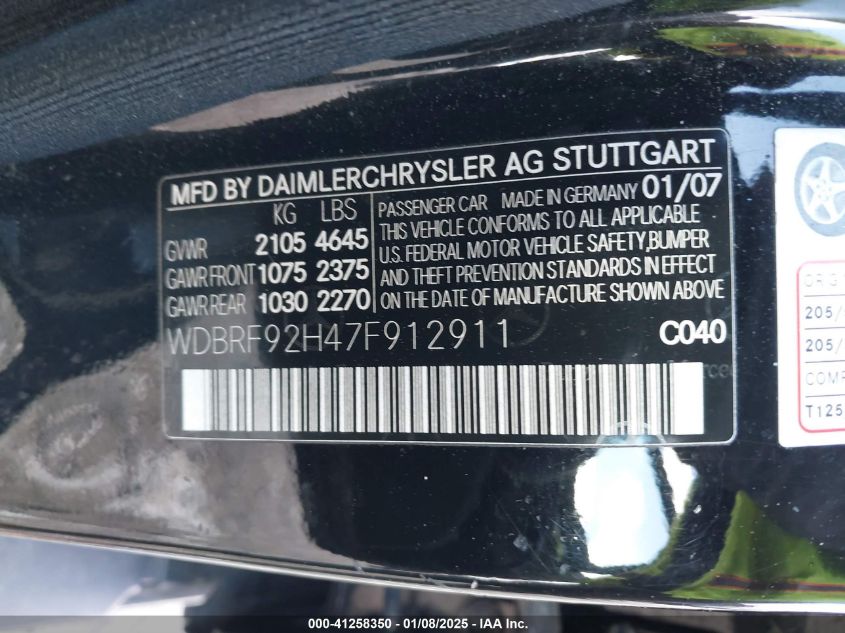 MFD BY DAIMLERCHRYSLER AG STUTTGART
KG LBS
GVWR 2105 4645
GAWR FRONT 1075 2375
GAWR REAR 1030 2270
PASSENGER CAR MADE IN GERMANY 01/07
THIS VEHICLE CONFORMS TO ALL APPLICABLE
U.S. FEDERAL MOTOR VEHICLE SAFETY, BUMPER
AND THEFT PREVENTION STANDARDS IN EFFECT
ON THE DATE OF MANUFACTURE SHOWN ABOVE
WDBRF92H47F912911 C040
205/
205/
T125
000-41258350 — 01/08/2025 — IAA Inc.